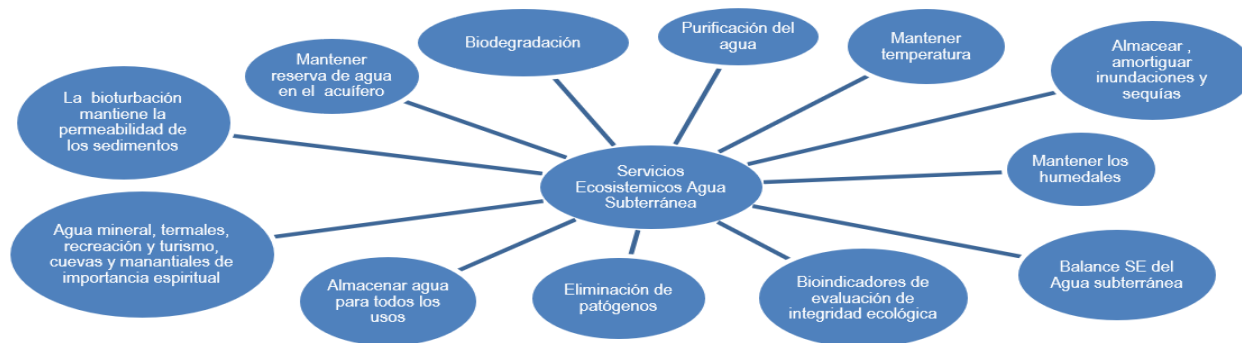 Biodegradación
Purificación del
agua
Mantener
temperatura
Almacear ,
amortiguar
inundaciones y
sequías
Mantener
reserva de agua
en el  acuífero
La  bioturbación
mantiene la
permeabilidad de
los sedimentos
Servicios
Ecosistemicos Agua
Subterránea
Mantener los
humedales
Agua mineral, termales,
recreación y turismo,
cuevas y manantiales de
importancia espiritual
Almacenar agua
para todos los
usos
Eliminación de
patógenos
Bioindicadores de
evaluación de
integridad ecológica
Balance SE del
Agua subterránea